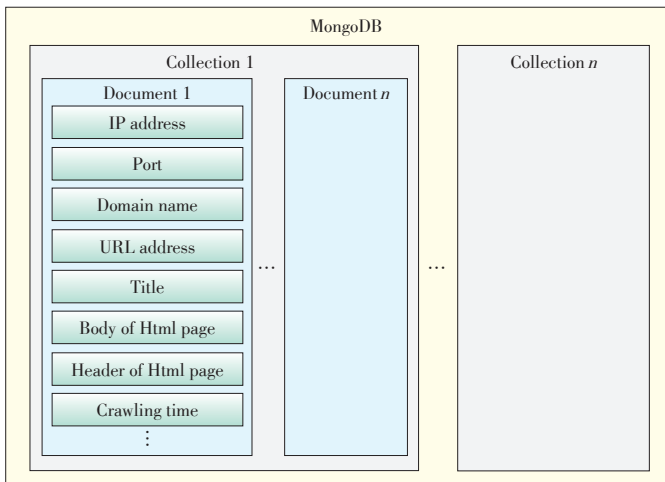 MongoDB
Collection 1
Document 1
IP address
Port
Domain name
URL address
Title
Body of Html page
Header of Html page
Crawling time
⋮
…
Document n
…
Collection n